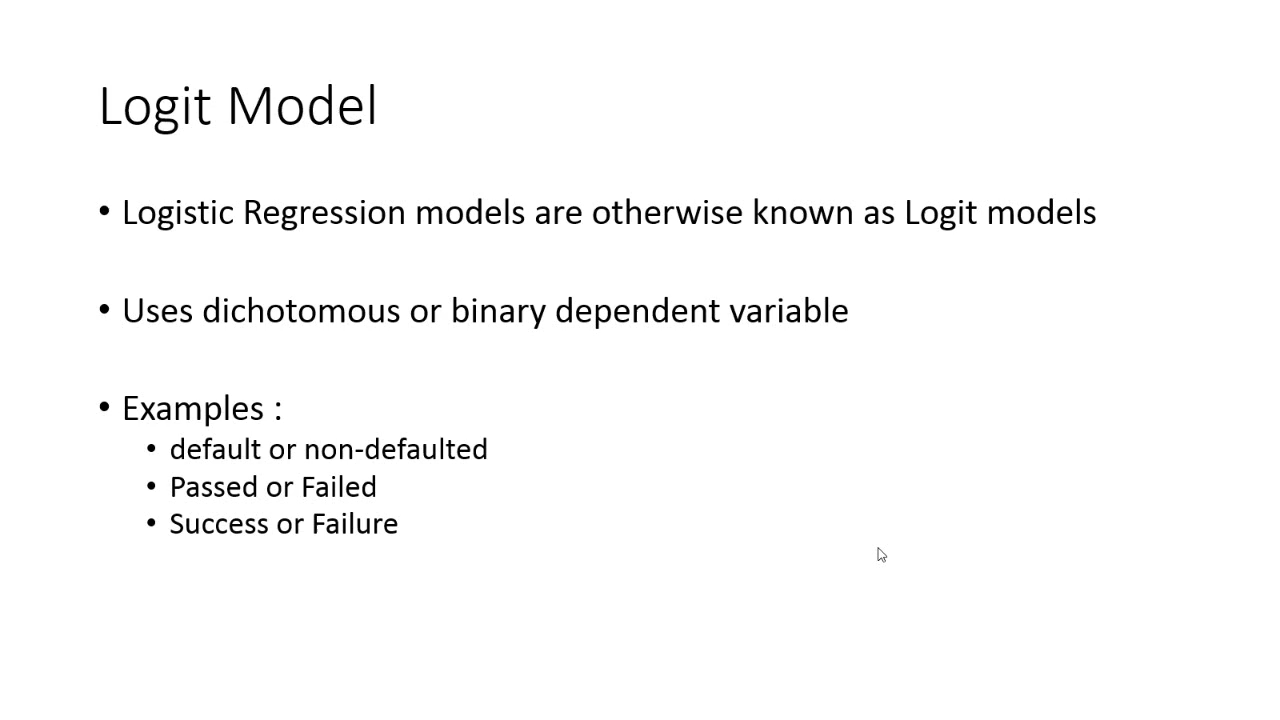 Logit Model
• Logistic Regression models are otherwise known as Logit models
• Uses dichotomous or binary dependent variable
• Examples :
• default or non-defaulted
• Passed or Failed
• Success or Failure